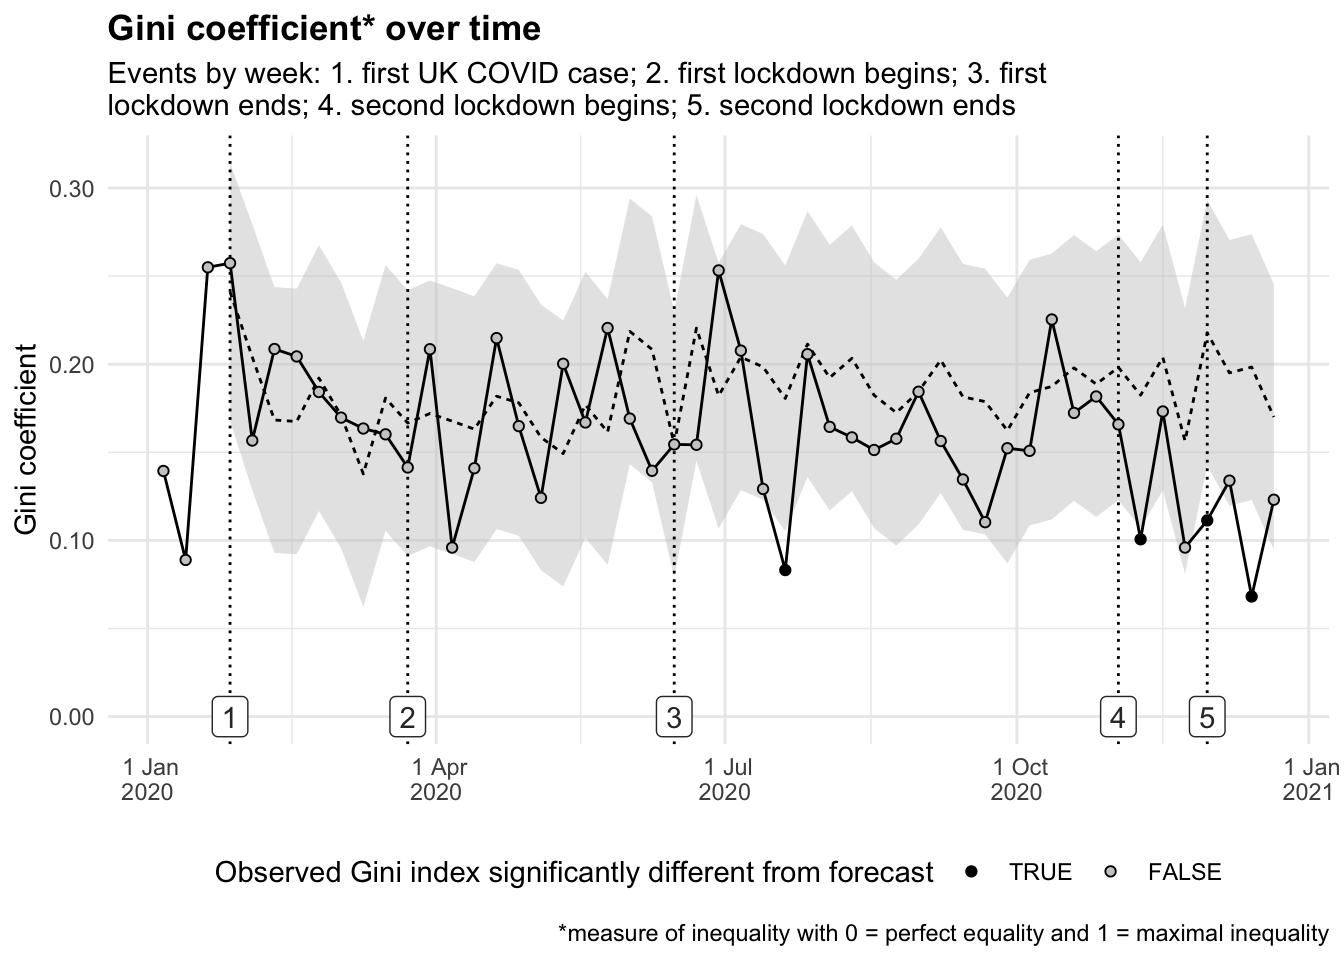 Gini coefficient* over time
Events by week: 1. first UK COVID case; 2. first lockdown begins; 3. first
lockdown ends; 4. second lockdown begins; 5. second lockdown ends
Gini coefficient
0.30
0.20
0.10
0.00
1
2
3
4
5
1 Jan
2020
1 Apr
2020
1 Jul
2020
1 Oct
2020
1 Jan
2021
Observed Gini index significantly different from forecast
TRUE
FALSE
*measure of inequality with 0 = perfect equality and 1 = maximal inequality